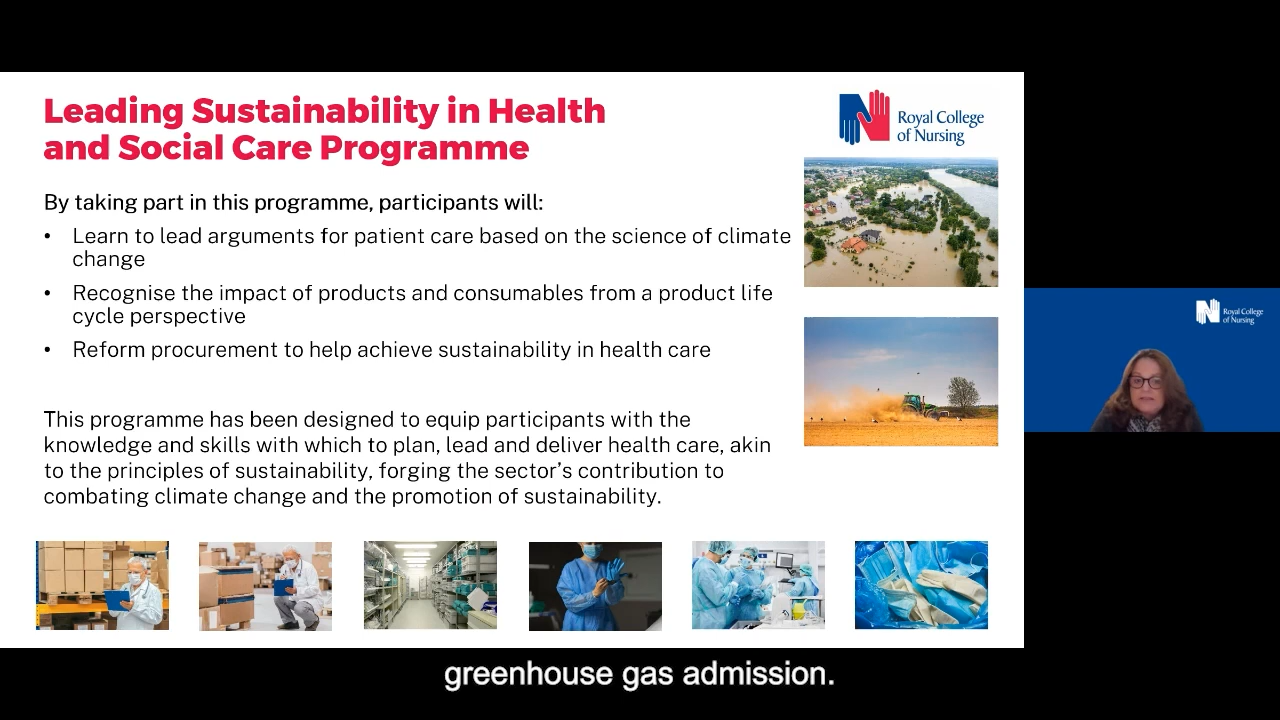 Leading Sustainability in Health
and Social Care Programme
Royal College
of Nursing
By taking part in this programme, participants will:
• Learn to lead arguments for patient care based on the science of climate
change
• Recognise the impact of products and consumables from a product life
cycle perspective
• Reform procurement to help achieve sustainability in health care
This programme has been designed to equip participants with the
knowledge and skills with which to plan, lead and deliver health care, akin
to the principles of sustainability, forging the sector’s contribution to
combating climate change and the promotion of sustainability.
Royal College
of Nursing
greenhouse gas admission.